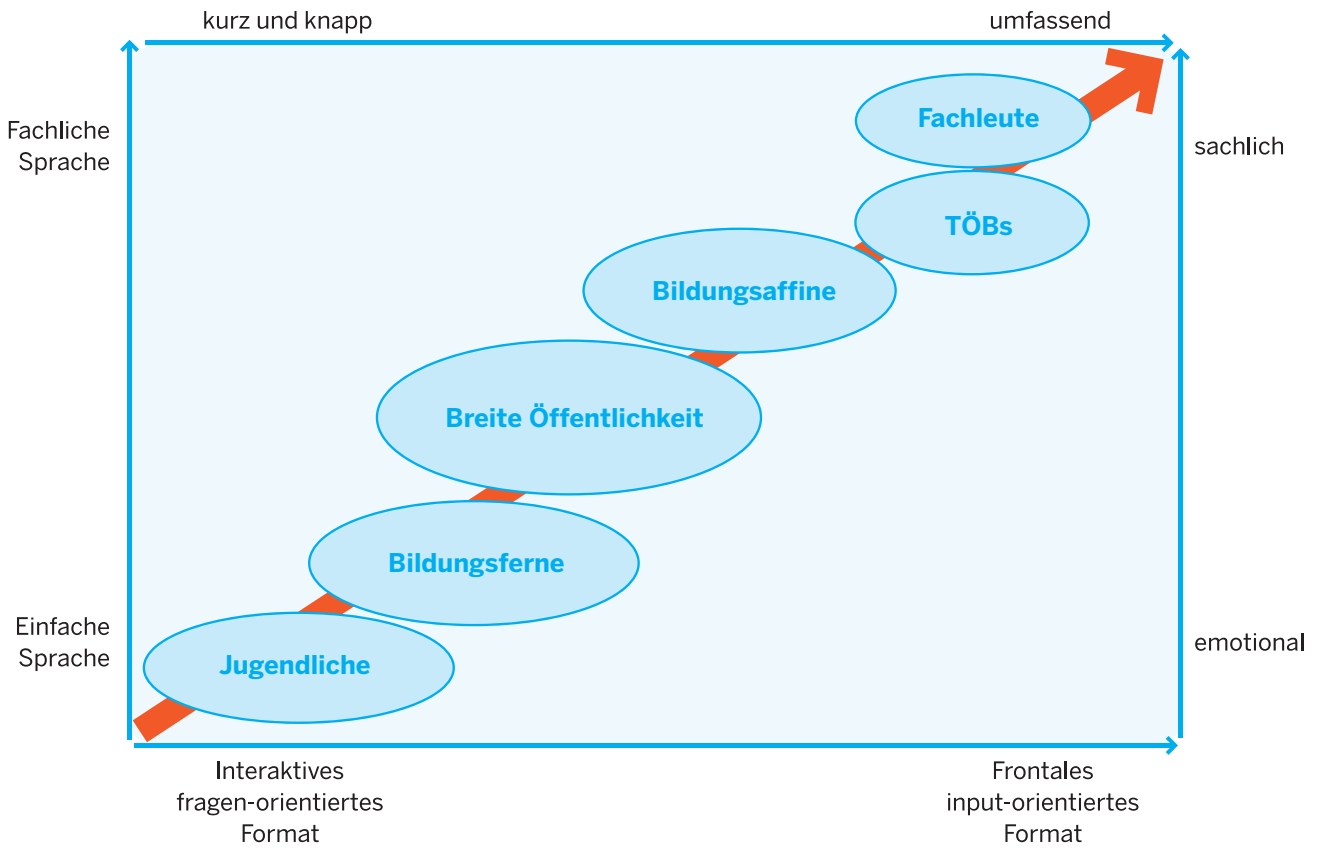 kurz und knapp
umfassend
Fachliche
Sprache
Fachleute
sachlich
TÖBs
Bildungsaffine
Breite Öffentlichkeit
Bildungsferne
Einfache
Sprache
Jugendliche
emotional
Interaktives
fragen-orientiertes
Format
Frontales
input-orientiertes
Format